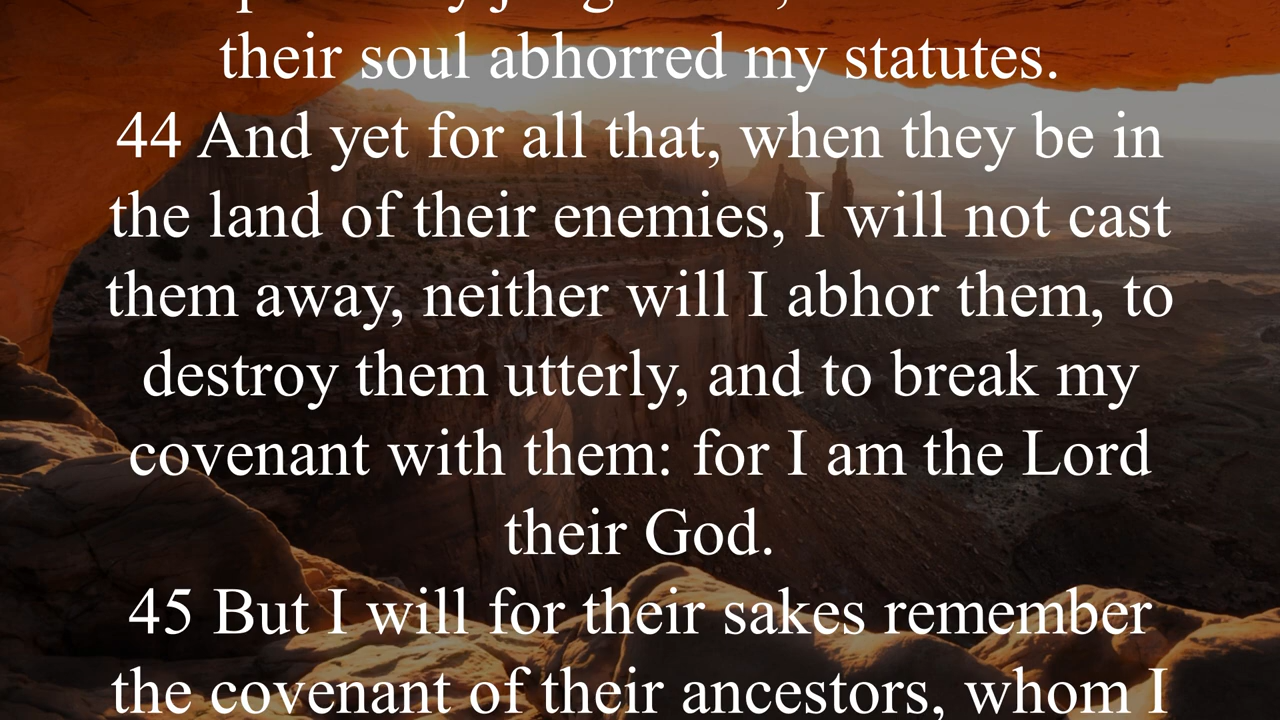 their soul abhorred my statutes.
44 And yet for all that, when they be in
the land of their enemies, I will not cast
them away, neither will I abhor them, to
destroy them utterly, and to break my
covenant with them: for I am the Lord
their God.
45 But I will for their sakes remember
the covenant of their ancestors, whom I